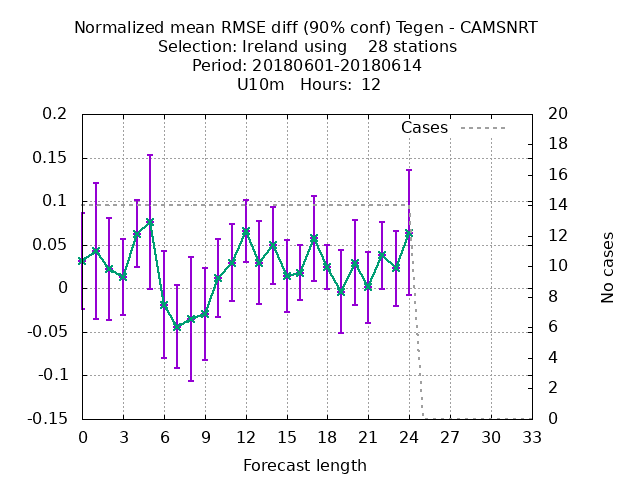 Normalized mean RMSE diff (90% conf) Tegen - CAMSNRT
Selection: Ireland using    28 stations
Period: 20180601-20180614
U10m   Hours:  12
Cases
0.2
0.15
0.1
0.05
0
-0.05
-0.1
-0.15
20
18
16
14
12
10
8
6
4
2
0
No cases
0 3 6 9 12 15 18 21 24 27 30 33
Forecast length